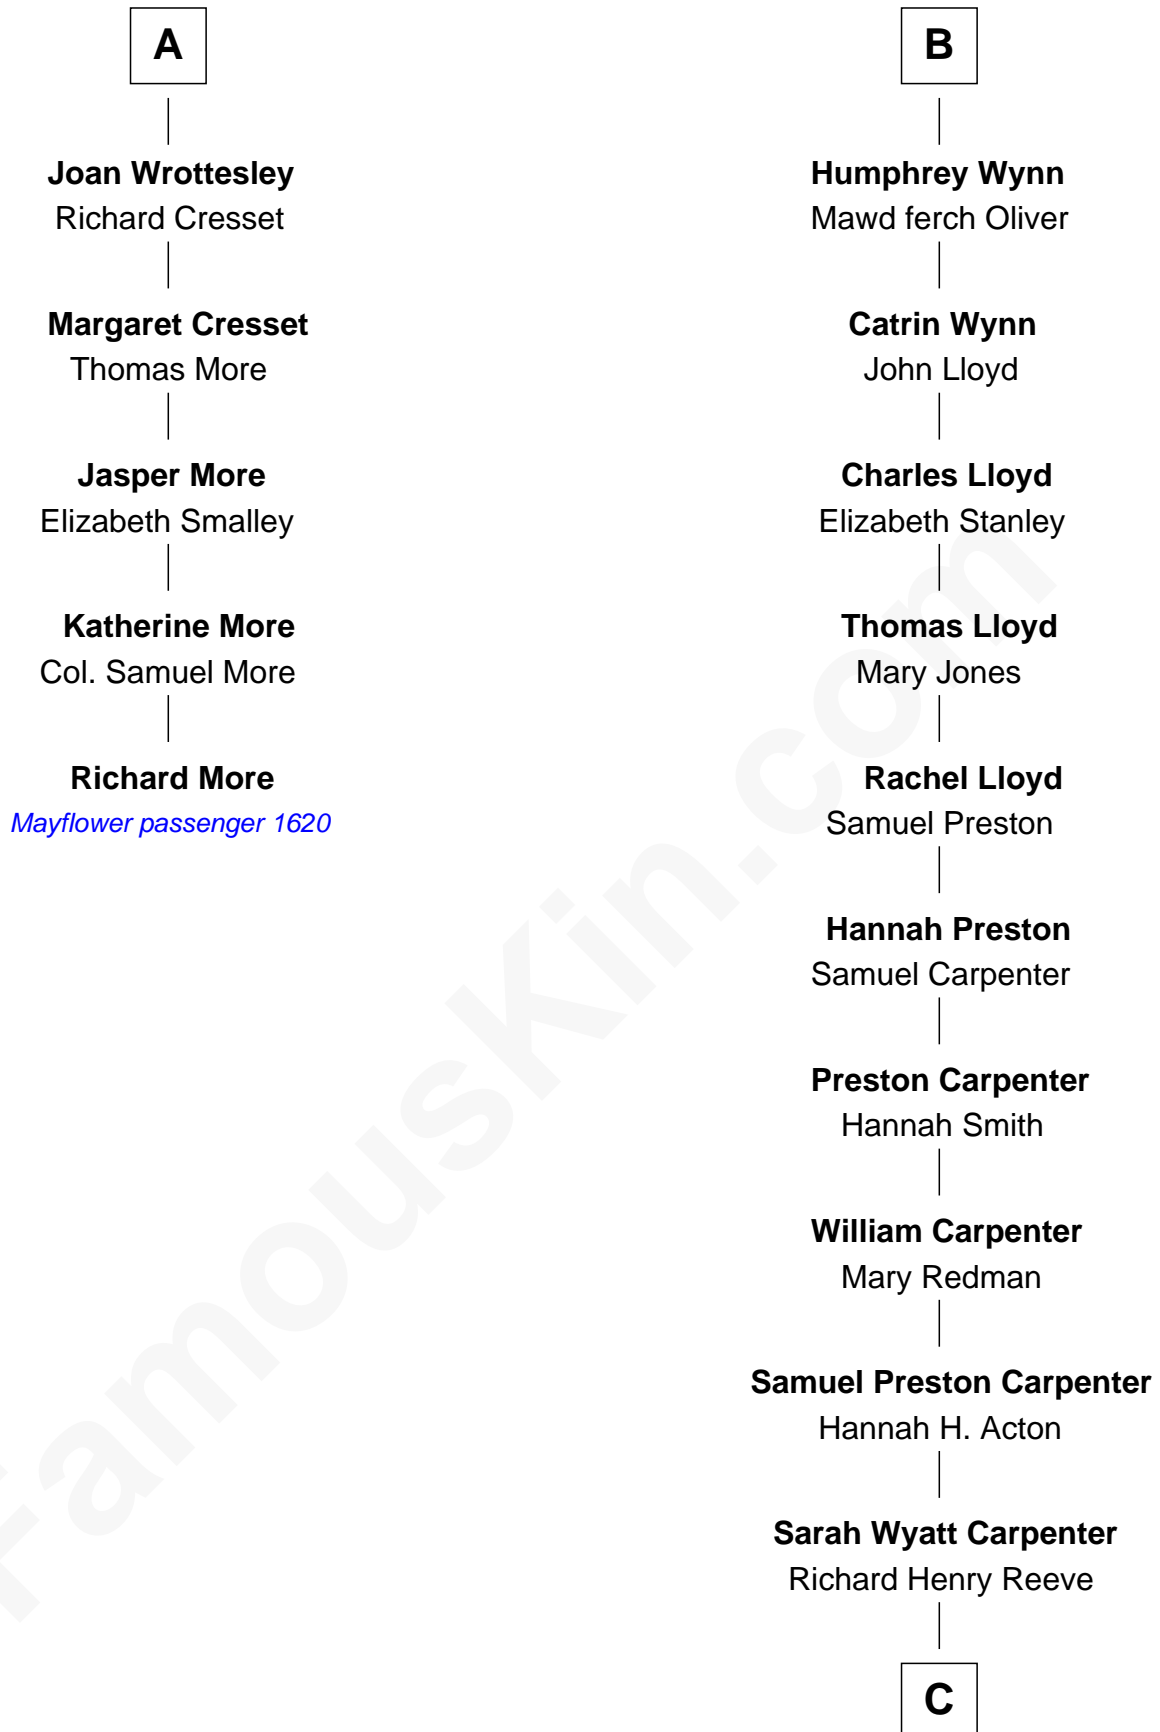 A
Joan Wrottesley
Richard Cresset
Margaret Cresset
Thomas More
Jasper More
Elizabeth Smalley
Katherine More
Col. Samuel More
Richard More
Mayflower passenger 1620
B
Humphrey Wynn
Mawd ferch Oliver
Catrin Wynn
John Lloyd
Charles Lloyd
Elizabeth Stanley
Thomas Lloyd
Mary Jones
Rachel Lloyd
Samuel Preston
Hannah Preston
Samuel Carpenter
Preston Carpenter
Hannah Smith
William Carpenter
Mary Redman
Samuel Preston Carpenter
Hannah H. Acton
Sarah Wyatt Carpenter
Richard Henry Reeve
C
FamousKin.com